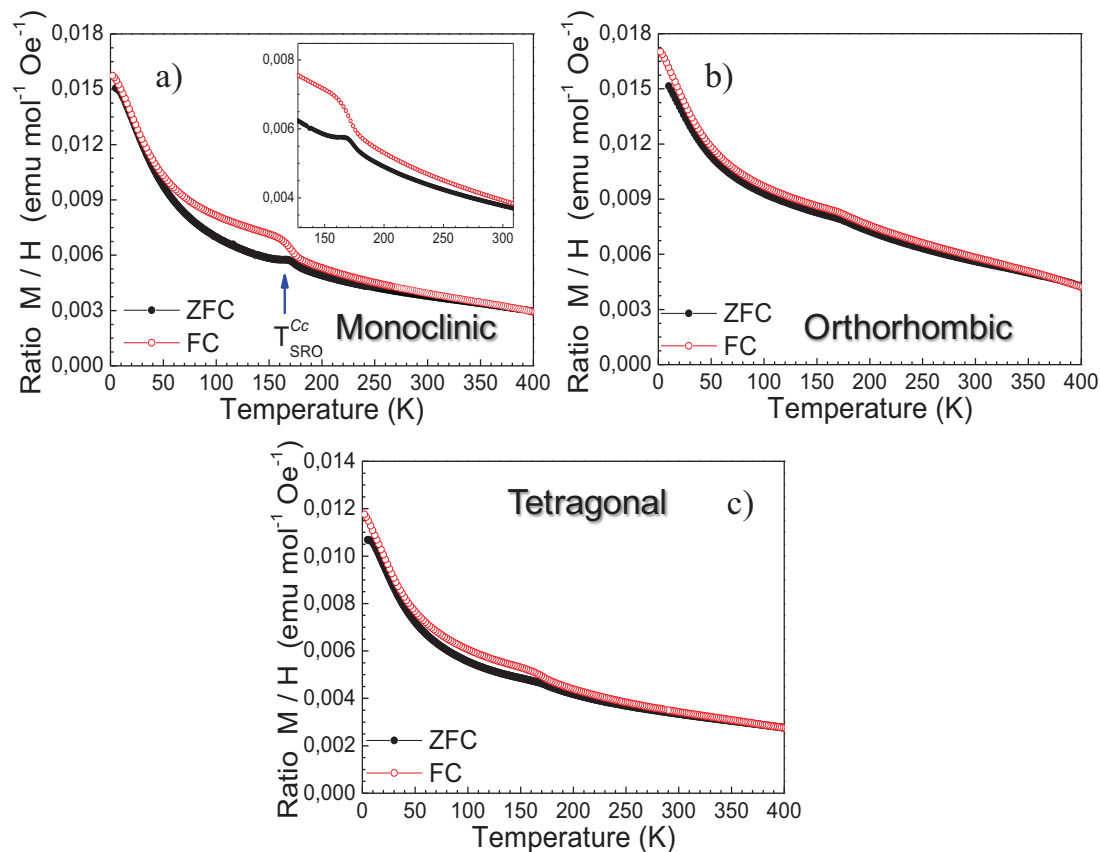 a)
Ratio M / H (emu mol⁻¹ Oe⁻¹)
0,018
0,015
0,012
0,009
0,006
0,003
0,000
0,008
0,006
0,004
150 200 250 300
ZFC
FC
T^{Cc}_{SRO}
Monoclinic
0 50 100 150 200 250 300 350 400
Temperature (K)
b)
Ratio M / H (emu mol⁻¹ Oe⁻¹)
0,018
0,015
0,012
0,009
0,006
0,003
0,000
ZFC
FC
Orthorhombic
0 50 100 150 200 250 300 350 400
Temperature (K)
Tetragonal
c)
Ratio M / H (emu mol⁻¹ Oe⁻¹)
0,014
0,012
0,010
0,008
0,006
0,004
0,002
0,000
ZFC
FC
0 50 100 150 200 250 300 350 400
Temperature (K)